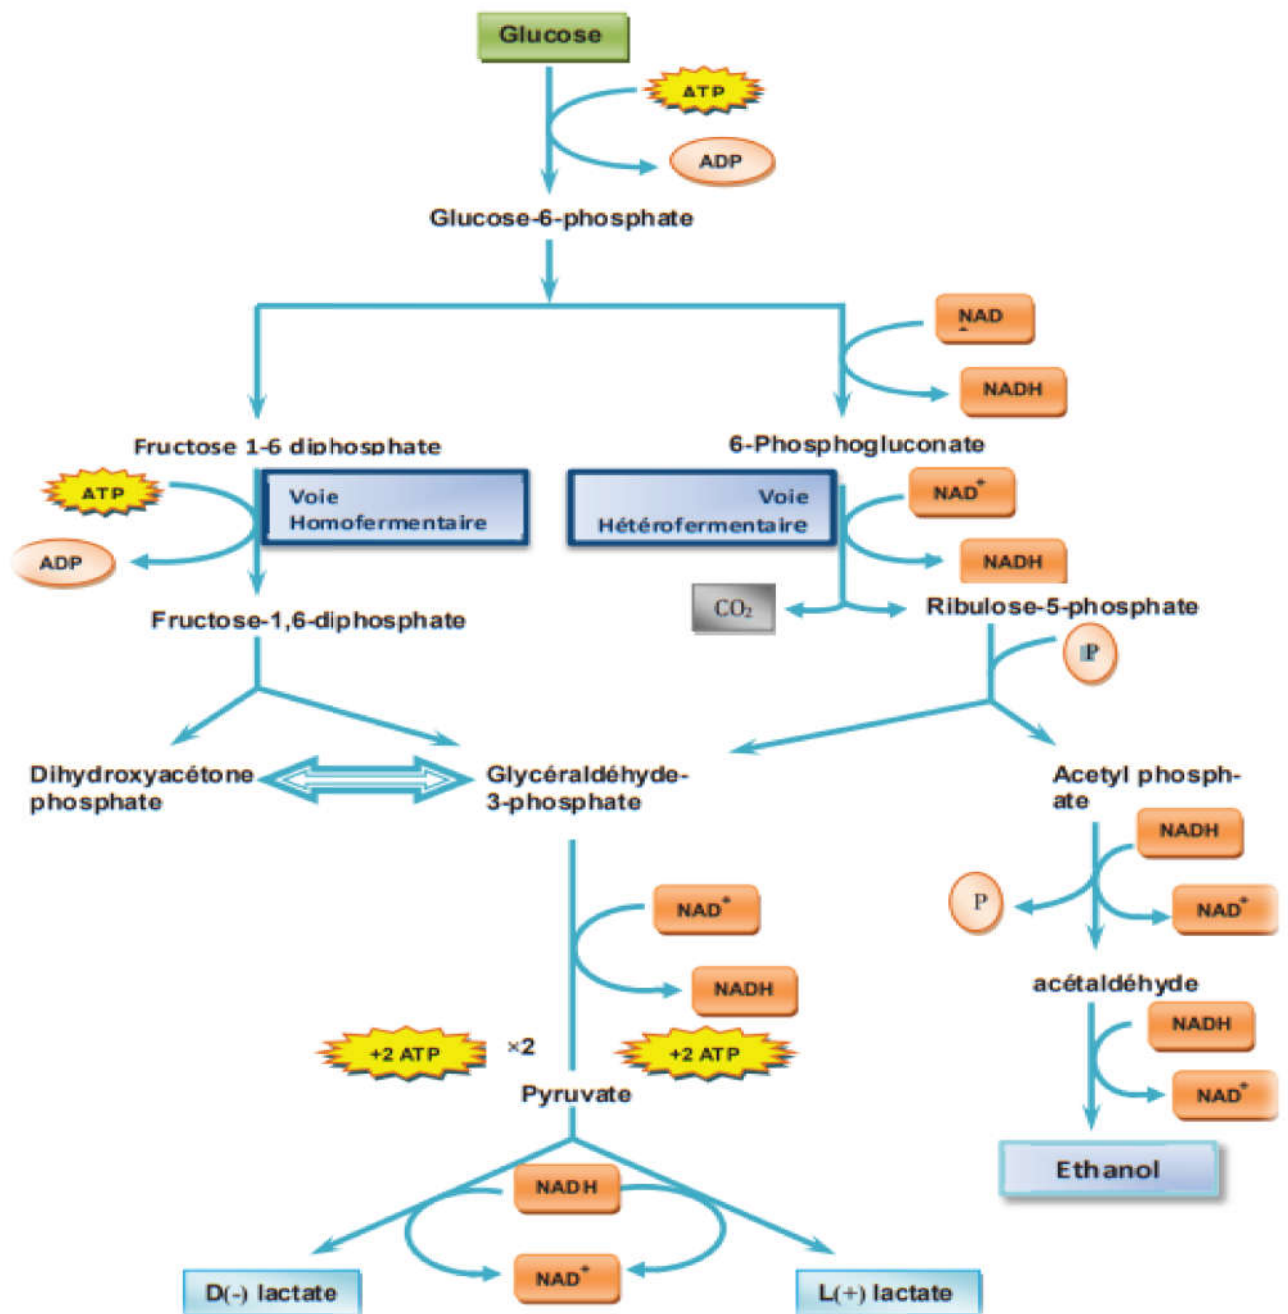 Glucose
ATP
ADP
Glucose-6-phosphate
NAD
NADH
Fructose 1-6 diphosphate
6-Phosphogluconate
ATP
Voie
Homofermentaire
Voie
Hétérofermentaire
NAD⁺
ADP
NADH
CO₂
Ribulose-5-phosphate
Fructose-1,6-diphosphate
P
Dihydroxyacétone
phosphate
Glycéraldéhyde-
3-phosphate
Acetyl phosph-
ate
NADH
P
NAD⁺
NAD⁺
NADH
acétaldéhyde
NADH
+2 ATP
×2
+2 ATP
Pyruvate
NAD⁺
Ethanol
NADH
NAD⁺
D(-) lactate
L(+) lactate